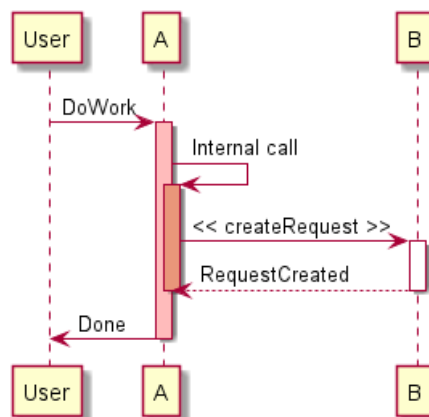 User A B
DoWork
Internal call
<< createRequest >>
RequestCreated
Done
User A B